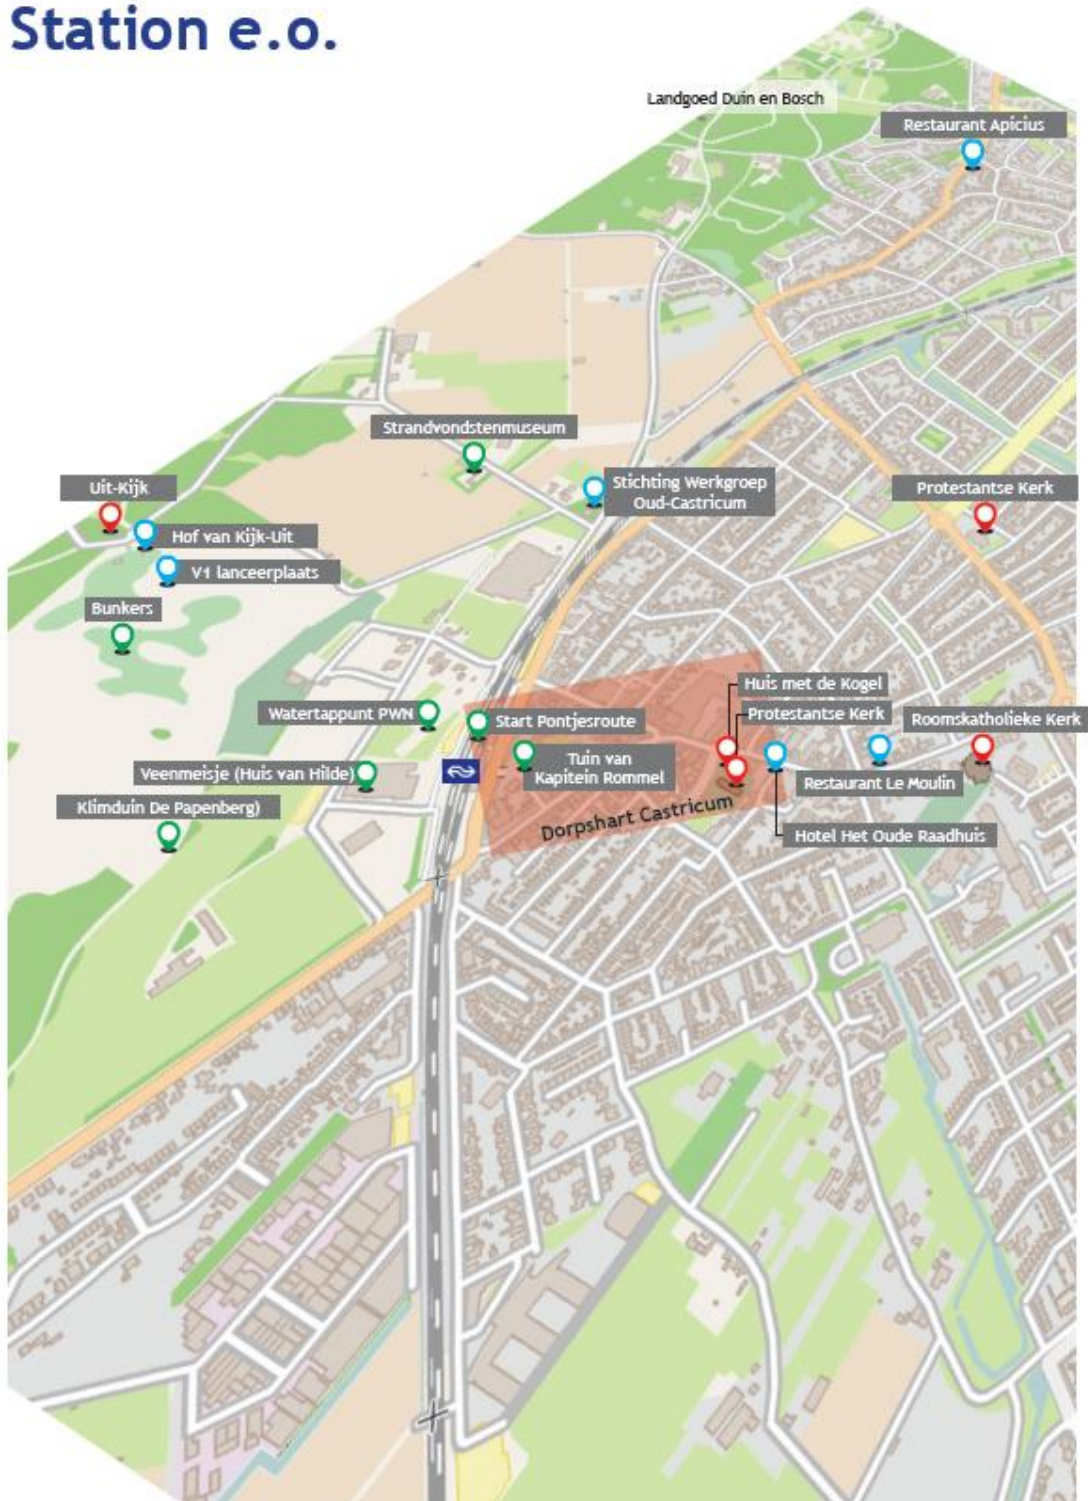 Station e.o.
Landgoed Duin en Bosch
Restaurant Apicius
Strandvondstenmuseum
Uit-Kijk
Stichting Werkgroep
Oud-Castricum
Protestantse Kerk
Hof van Kijk-Uit
V1 lanceerplaats
Bunkers
Huis met de Kogel
Watertappunt PWN
Start Pontjesroute
Protestantse Kerk
Roomskatholieke Kerk
Tuin van
Kapitein Rommel
Veenmeisje (Huis van Hilde)
Restaurant Le Moulin
Klimduin De Papenberg)
Dorpshart Castricum
Hotel Het Oude Raadhuis